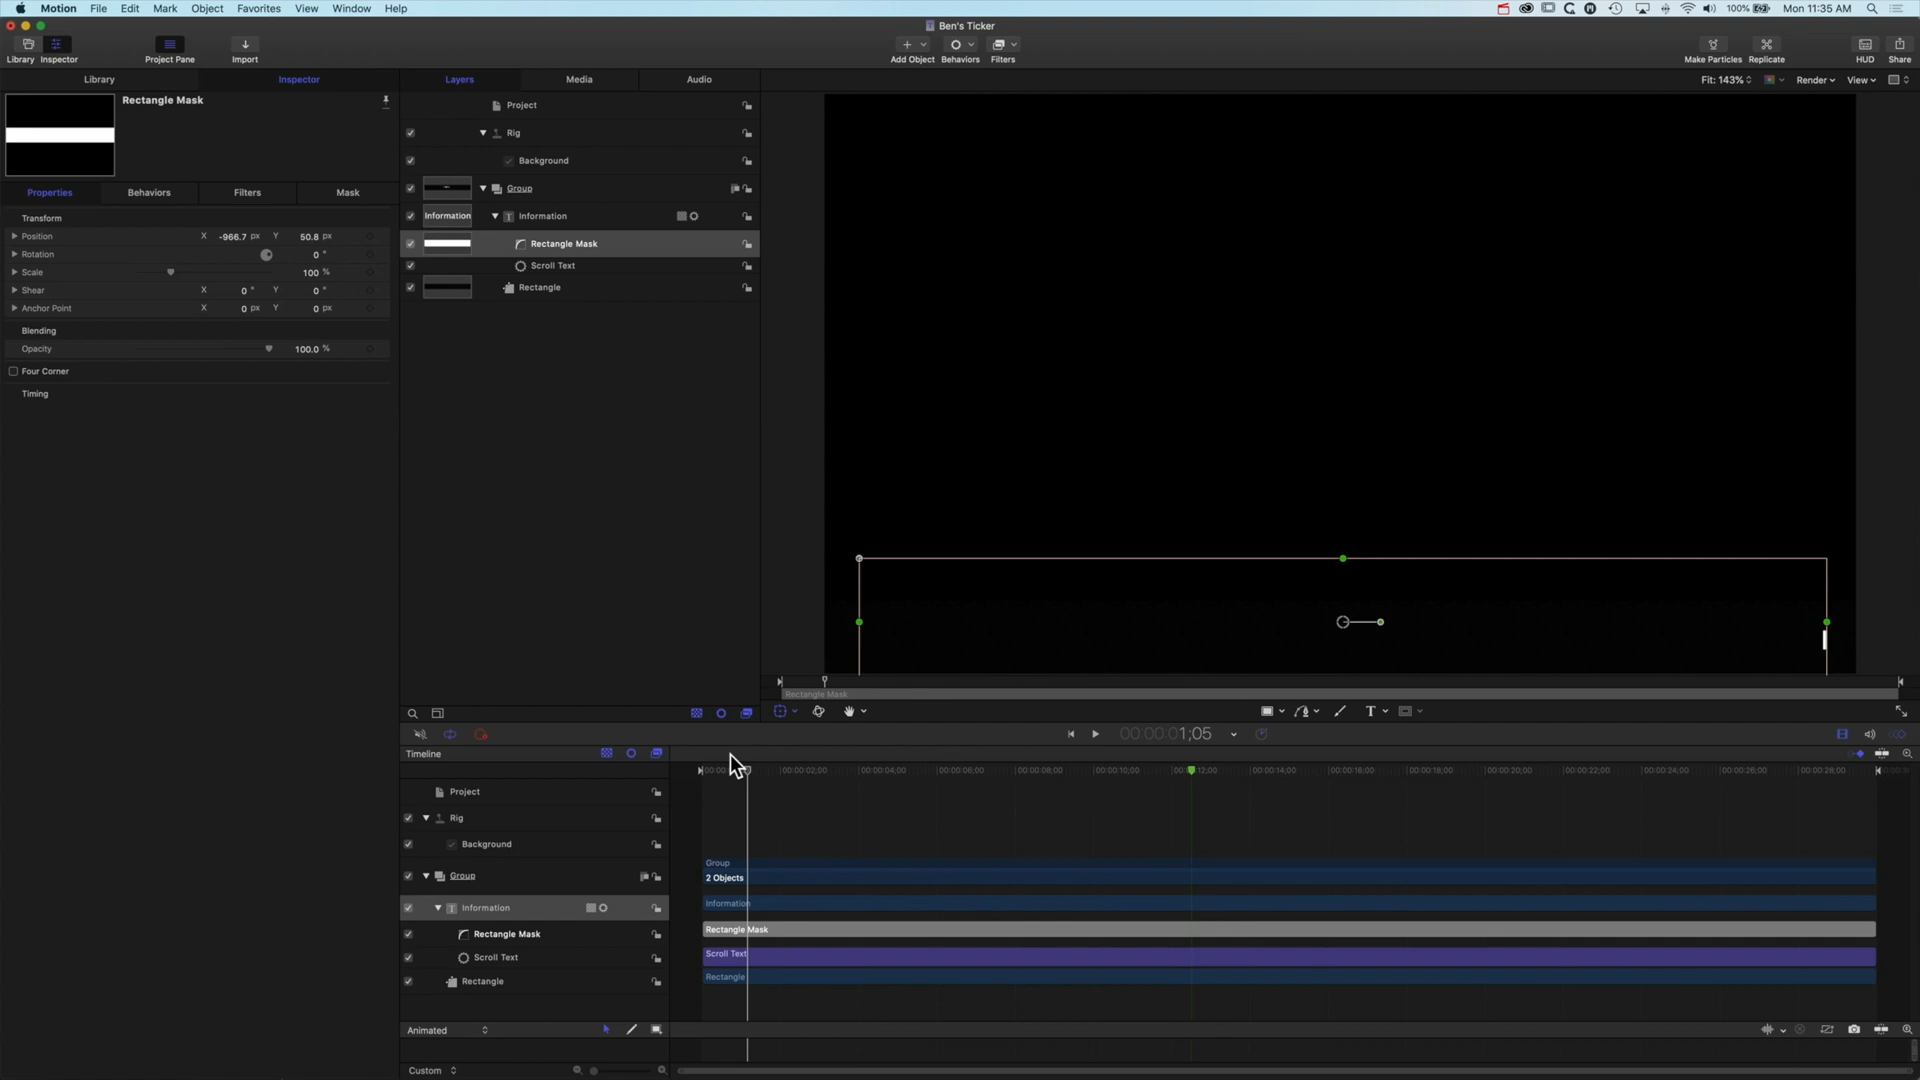 Motion File Edit Mark Object Favorites View Window Help
100% Mon 11:35 AM
Ben's Ticker
Library Inspector Project Pane Import Add Object Behaviors Filters Make Particles Replicate HUD Share
Library Inspector Layers Media Audio Fit: 143% Render View
Rectangle Mask
Project
Rig
Background
Group
Information Information
Rectangle Mask
Scroll Text
Rectangle
Properties Behaviors Filters Mask
Transform
Position X -966.7 px Y 50.8 px
Rotation 0 °
Scale 100 %
Shear X 0 ° Y 0 °
Anchor Point X 0 px Y 0 px
Blending
Opacity 100.0 %
Four Corner
Timing
Rectangle Mask
T
00:00:01;05
Timeline
00:00:02;00 00:00:04;00 00:00:06;00 00:00:08;00 00:00:10;00 12;00 00:00:14;00 00:00:16;00 00:00:18;00 00:00:20;00 00:00:22;00 00:00:24;00 00:00:26;00 00:00:28;00
Project
Rig
Background
Group
Group
2 Objects
Information Information
Rectangle Mask Rectangle Mask
Scroll Text Scroll Text
Rectangle Rectangle
Animated
Custom